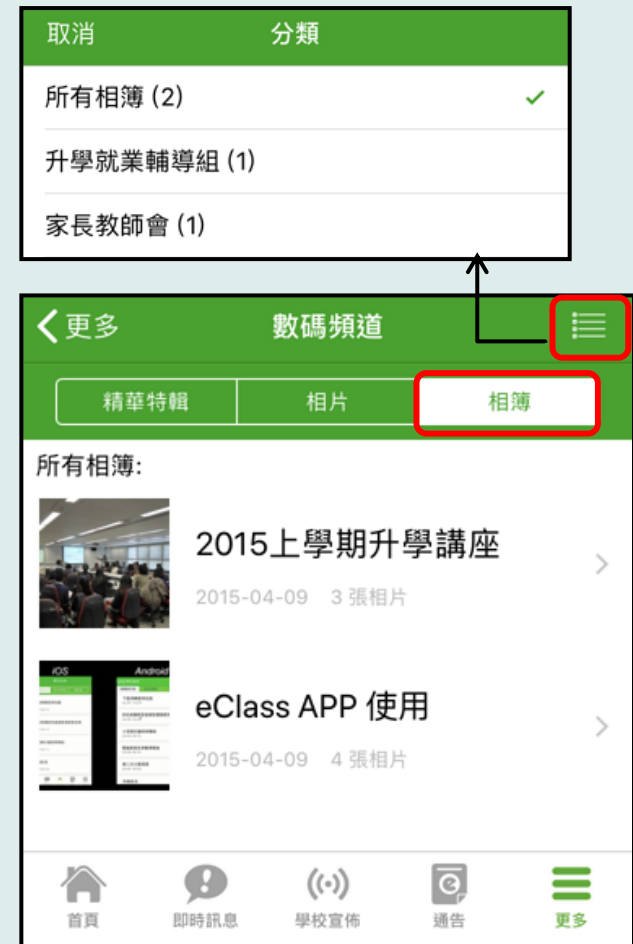 取消 分類
所有相簿 (2)
升學就業輔導組 (1)
家長教師會 (1)
更多 數碼頻道
精華特輯 相片 相簿
所有相簿:
2015上學期升學講座
2015-04-09 3 張相片
iOS Android
eClass APP 使用
2015-04-09 4 張相片
首頁 即時訊息 學校宣佈 通告 更多